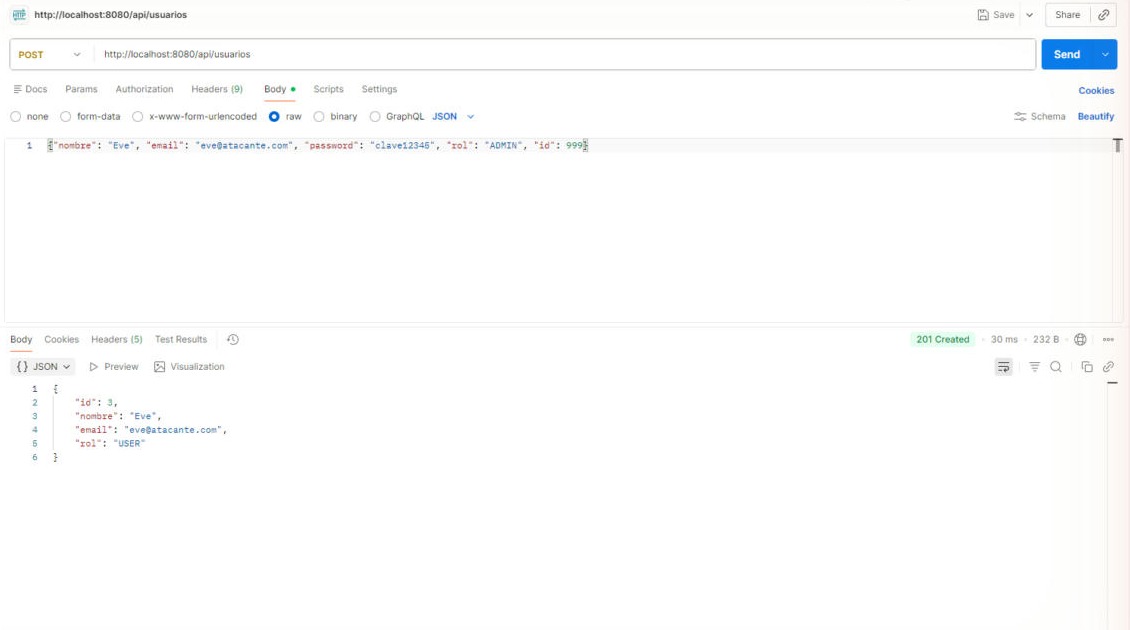 HTTP http://localhost:8080/api/usuarios Save Share
POST http://localhost:8080/api/usuarios Send
Docs Params Authorization Headers (9) Body Scripts Settings Cookies
none form-data x-www-form-urlencoded raw binary GraphQL JSON Schema Beautify
1 {"nombre": "Eve", "email": "eve@atacante.com", "password": "clave12345", "rol": "ADMIN", "id": 999}
Body Cookies Headers (5) Test Results 201 Created 30 ms 232 B
{} JSON Preview Visualization
1 {
2 "id": 3,
3 "nombre": "Eve",
4 "email": "eve@atacante.com",
5 "rol": "USER"
6 }